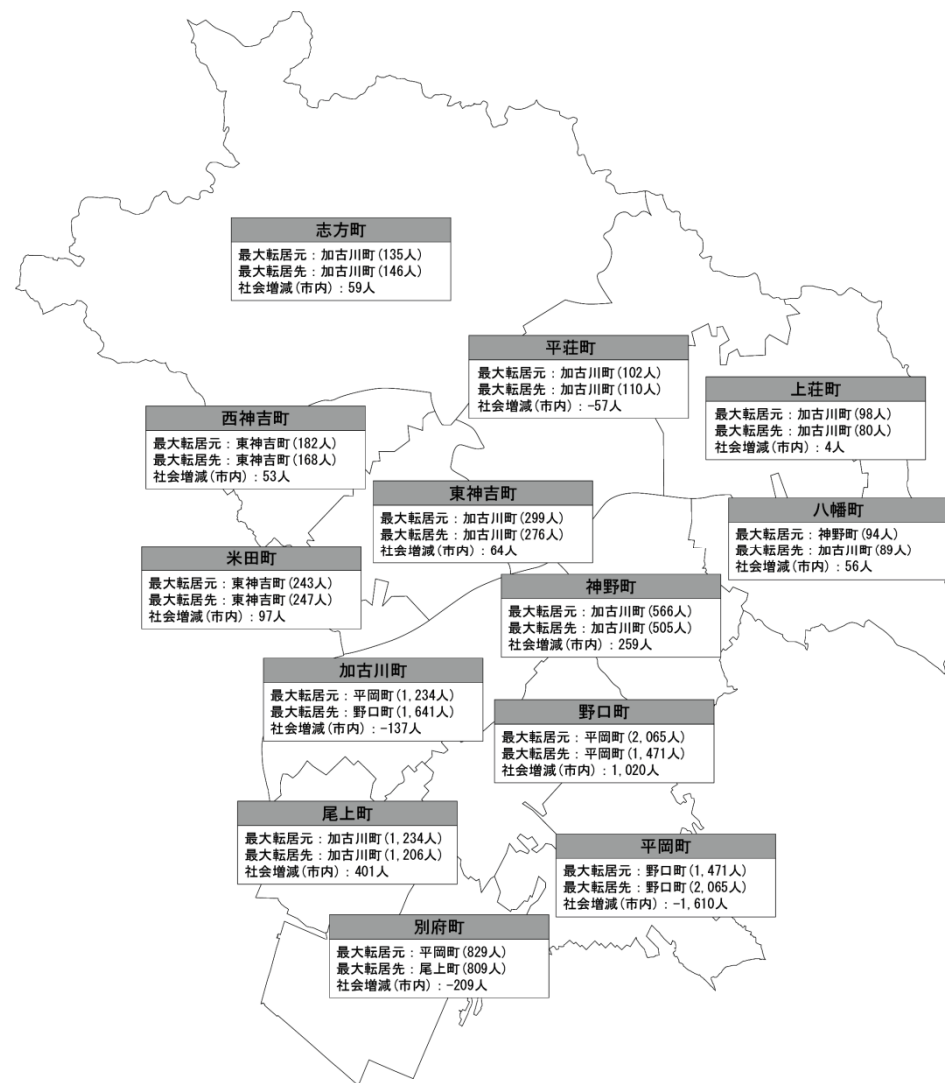 志方町
最大転居元：加古川町(135人)
最大転居先：加古川町(146人)
社会増減(市内)：59人
平荘町
最大転居元：加古川町(102人)
最大転居先：加古川町(110人)
社会増減(市内)：-57人
上荘町
最大転居元：加古川町(98人)
最大転居先：加古川町(80人)
社会増減(市内)：4人
西神吉町
最大転居元：東神吉町(182人)
最大転居先：東神吉町(168人)
社会増減(市内)：53人
東神吉町
最大転居元：加古川町(299人)
最大転居先：加古川町(276人)
社会増減(市内)：64人
八幡町
最大転居元：神野町(94人)
最大転居先：加古川町(89人)
社会増減(市内)：56人
米田町
最大転居元：東神吉町(243人)
最大転居先：東神吉町(247人)
社会増減(市内)：97人
神野町
最大転居元：加古川町(566人)
最大転居先：加古川町(505人)
社会増減(市内)：259人
加古川町
最大転居元：平岡町(1,234人)
最大転居先：野口町(1,641人)
社会増減(市内)：-137人
野口町
最大転居元：平岡町(2,065人)
最大転居先：平岡町(1,471人)
社会増減(市内)：1,020人
尾上町
最大転居元：加古川町(1,234人)
最大転居先：加古川町(1,206人)
社会増減(市内)：401人
平岡町
最大転居元：野口町(1,471人)
最大転居先：野口町(2,065人)
社会増減(市内)：-1,610人
別府町
最大転居元：平岡町(829人)
最大転居先：尾上町(809人)
社会増減(市内)：-209人